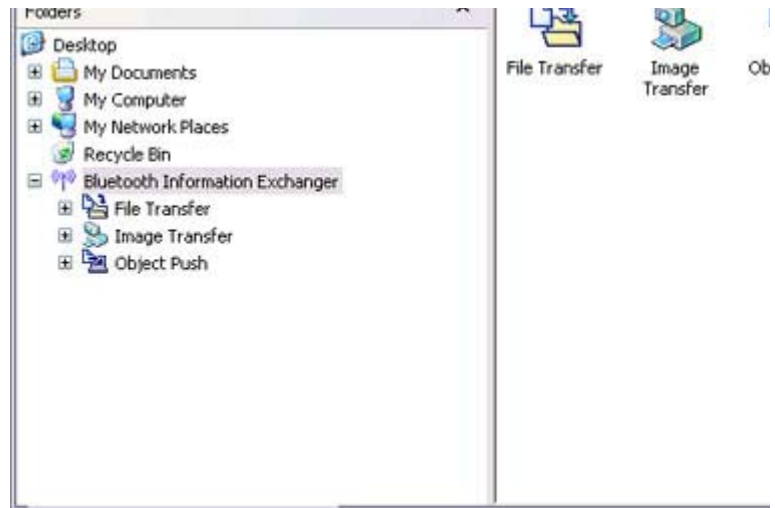 Folders
Desktop
My Documents
My Computer
My Network Places
Recycle Bin
Bluetooth Information Exchanger
File Transfer
Image Transfer
Object Push
File Transfer
Image
Transfer
Ob